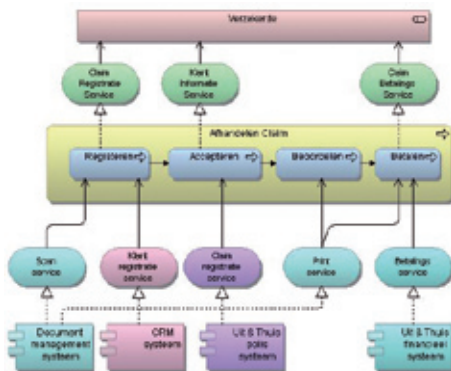 Verzekerde
Claim
Registratie
Service
Klant
Informatie
Service
Claim
Betalings
Service
Afhandelen Claim
Registreren
Accepteren
Beoordelen
Betalen
Scan
service
Klant
registratie
service
Claim
registratie
service
Print
service
Betalings
service
Document
management
systeem
CRM
systeem
Uit & Thuis
polis
systeem
Uit & Thuis
financieel
systeem